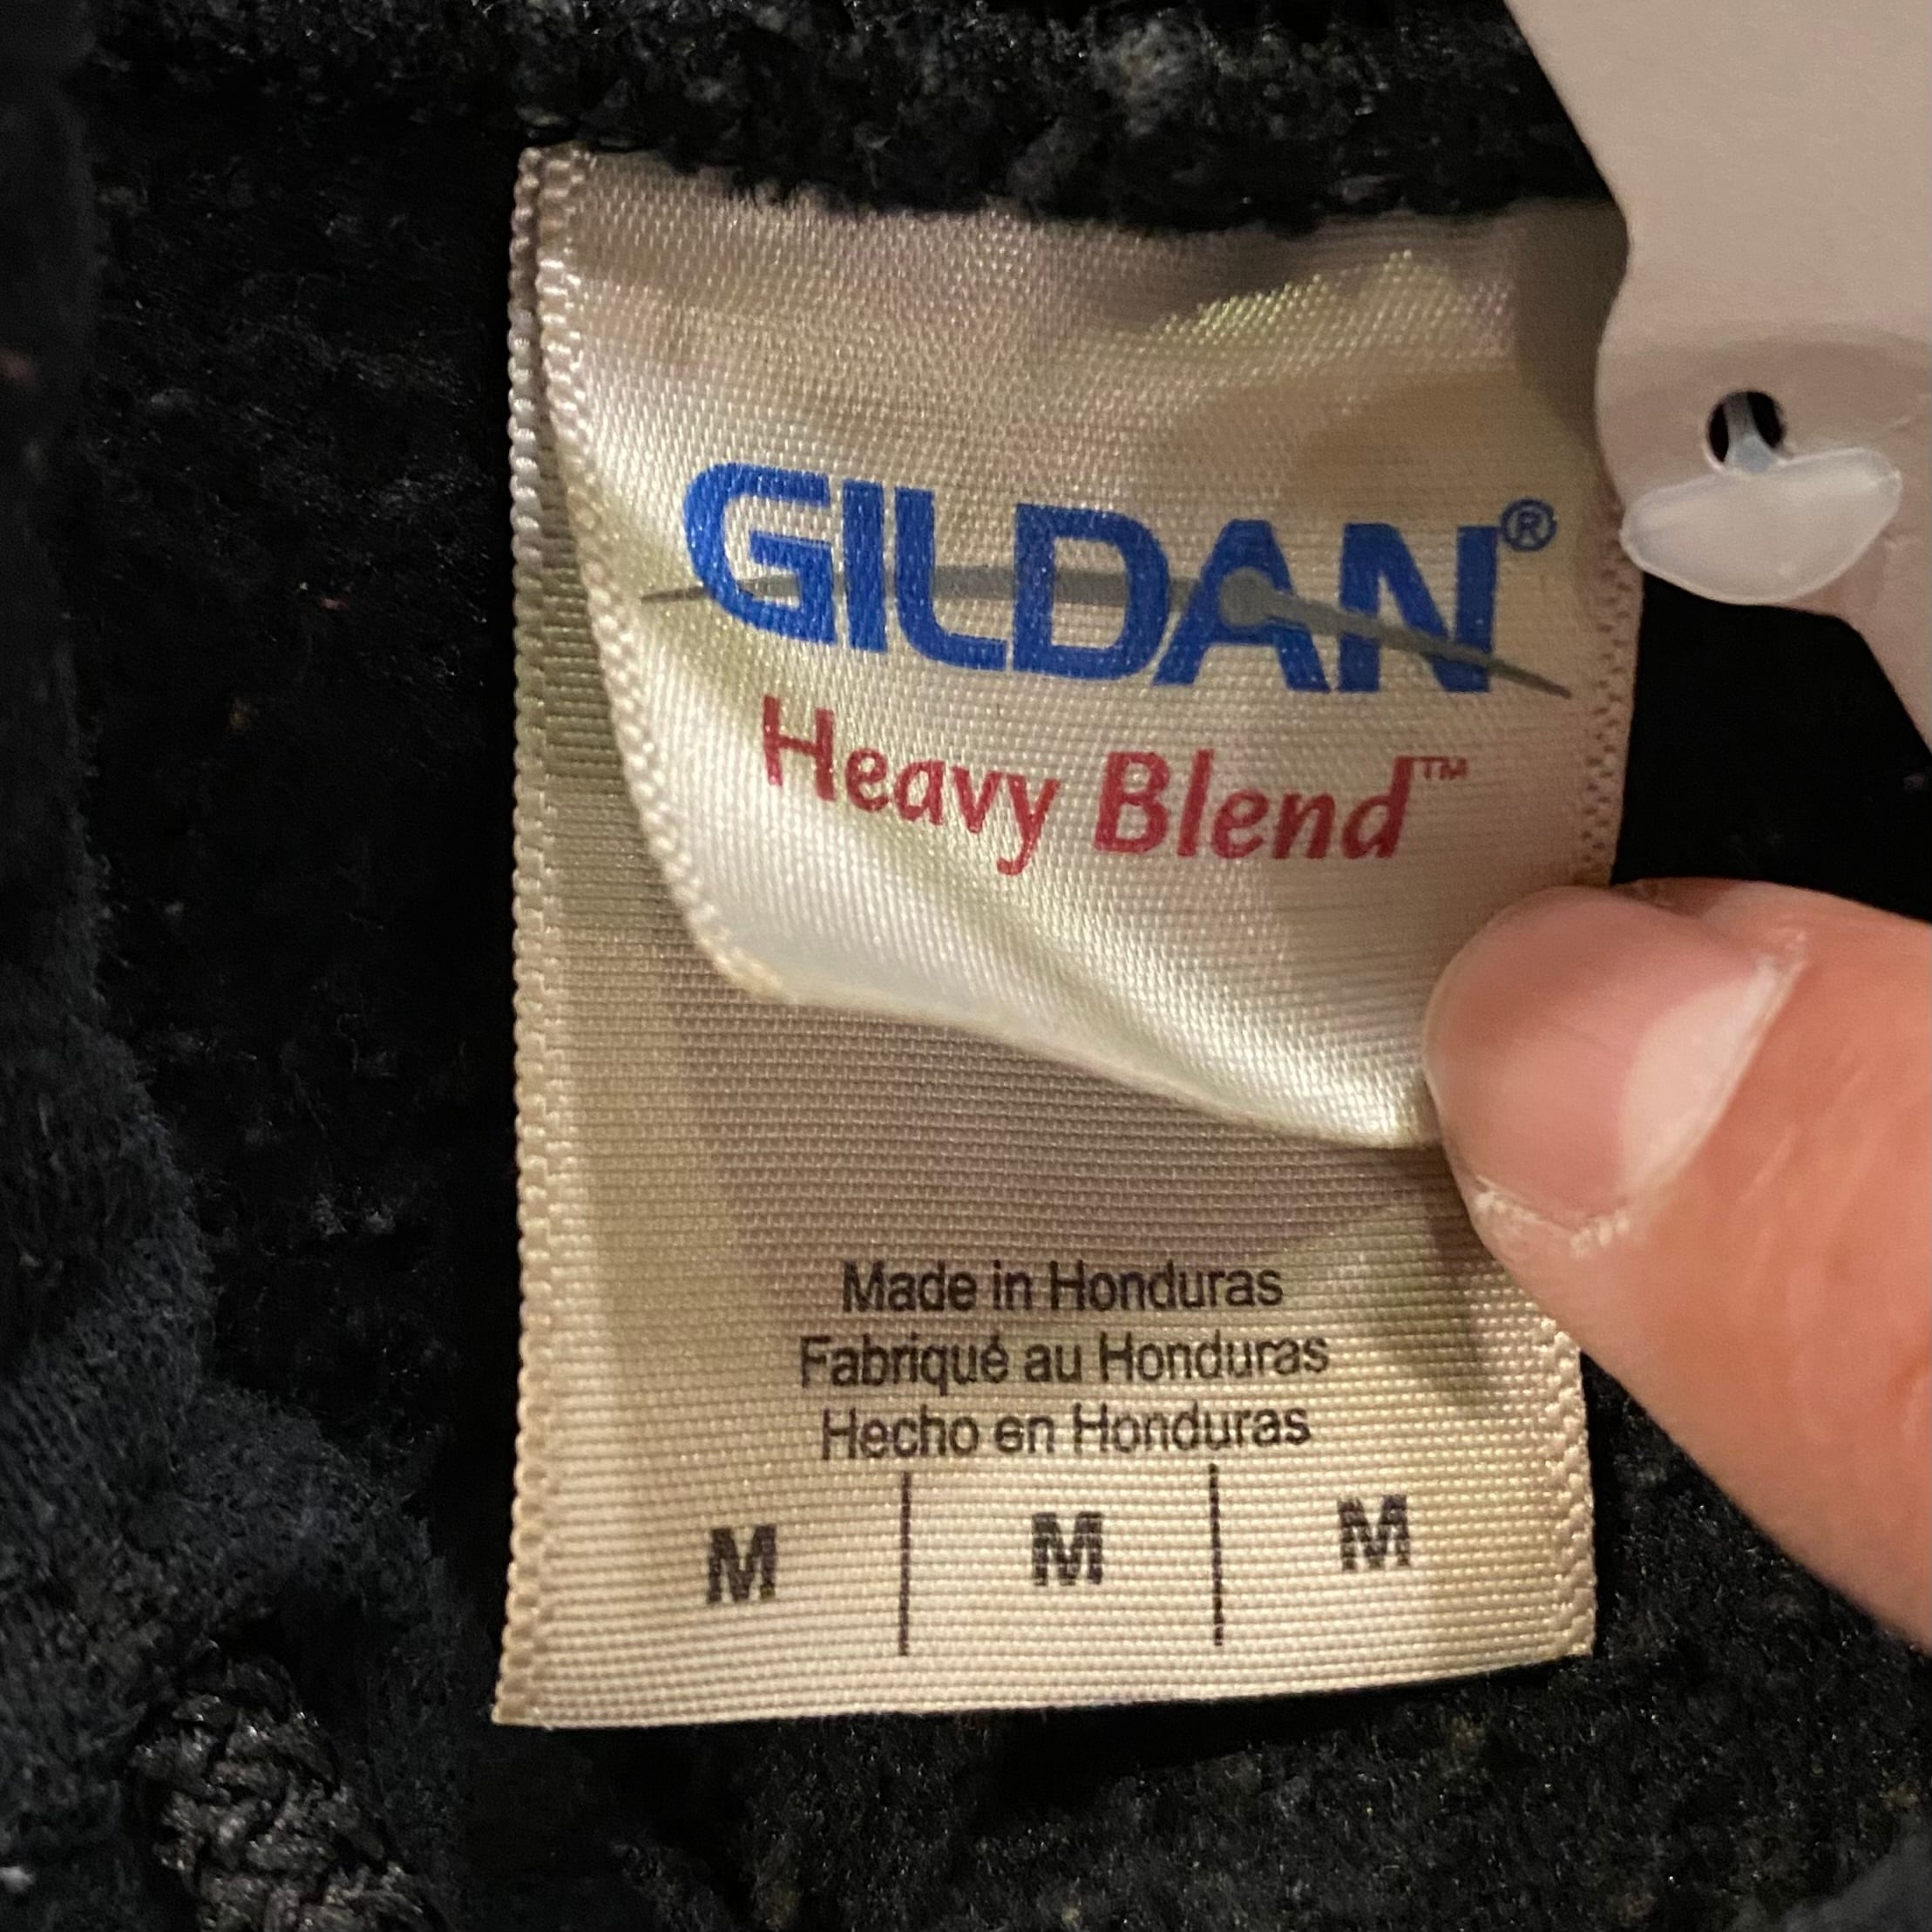 GILDAN®
Heavy Blend™
Made in Honduras
Fabriqué au Honduras
Hecho en Honduras
M | M | M